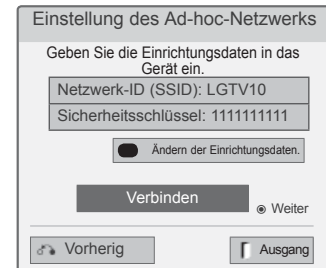 Einstellung des Ad-hoc-Netzwerks
Geben Sie die Einrichtungsdaten in das
Gerät ein.
Netzwerk-ID (SSID): LGTV10
Sicherheitsschlüssel: 1111111111
Ändern der Einrichtungsdaten.
Verbinden
Weiter
Vorherig
Ausgang